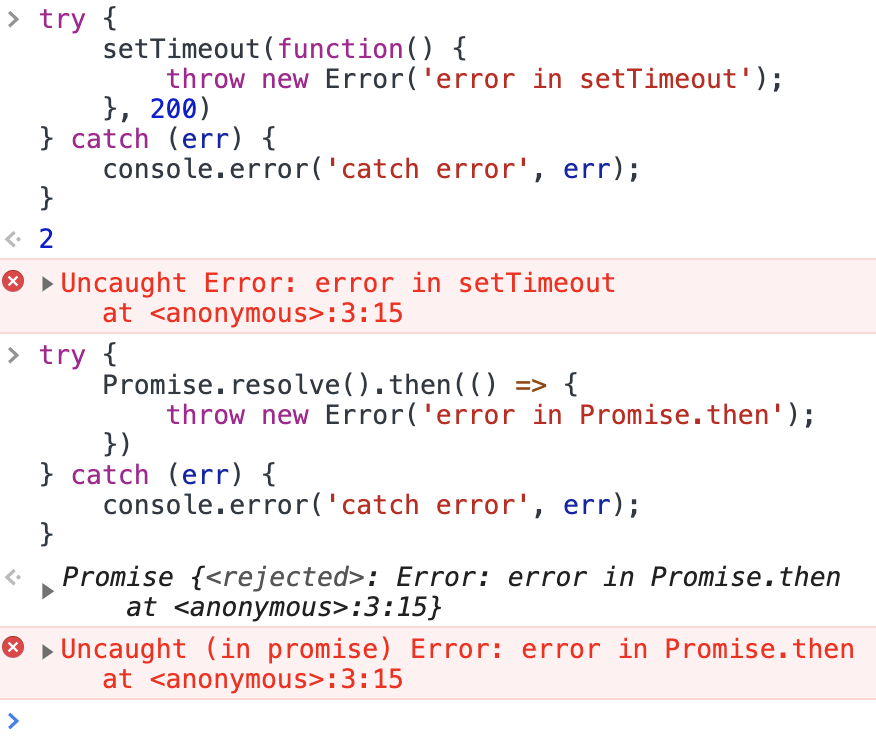 try {
    setTimeout(function() {
        throw new Error('error in setTimeout');
    }, 200)
} catch (err) {
    console.error('catch error', err);
}
2
Uncaught Error: error in setTimeout
    at <anonymous>:3:15
try {
    Promise.resolve().then(() => {
        throw new Error('error in Promise.then');
    })
} catch (err) {
    console.error('catch error', err);
}
Promise {<rejected>: Error: error in Promise.then
    at <anonymous>:3:15}
Uncaught (in promise) Error: error in Promise.then
    at <anonymous>:3:15